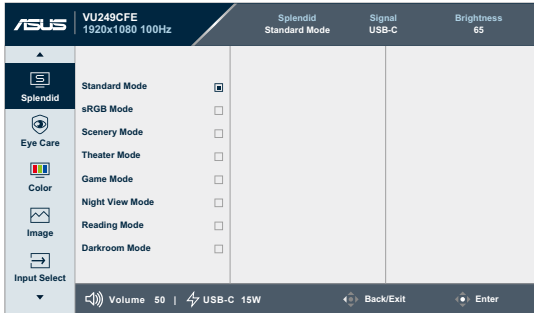 ASUS
VU249CFE
1920x1080 100Hz
Splendid
Standard Mode
Signal
USB-C
Brightness
65
Splendid
Eye Care
Color
Image
Input Select
Standard Mode
sRGB Mode
Scenery Mode
Theater Mode
Game Mode
Night View Mode
Reading Mode
Darkroom Mode
Volume 50 | USB-C 15W
Back/Exit
Enter